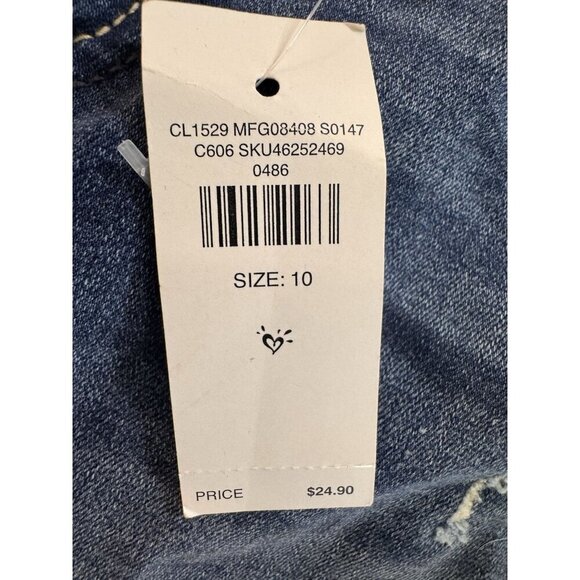 CL1529 MFG08408 S0147
C606 SKU46252469
0486
SIZE: 10
PRICE $24.90